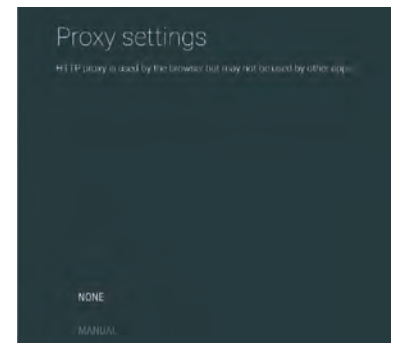 Proxy settings
HTTP proxy is used by the browser but may not be used by other apps.
NONE
MANUAL